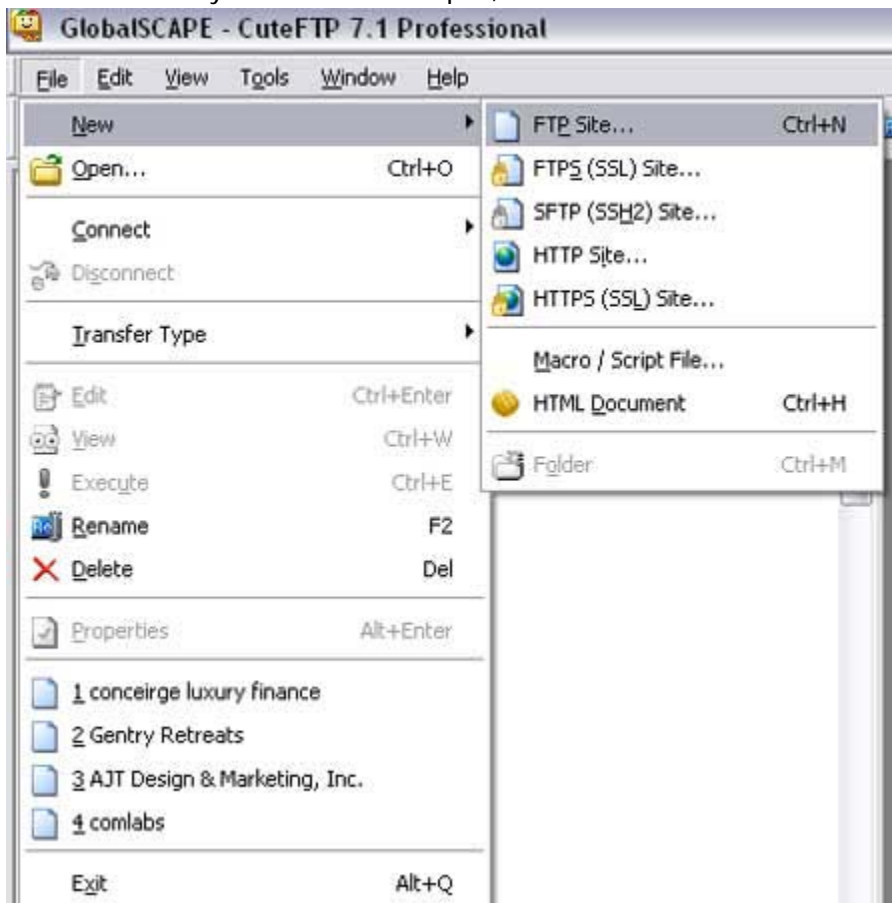 GlobalSCAPE - CuteFTP 7.1 Professional
File Edit View Tools Window Help
New
Open... Ctrl+O
Connect
Disconnect
Transfer Type
Edit Ctrl+Enter
View Ctrl+W
Execute Ctrl+E
Rename F2
Delete Del
Properties Alt+Enter
1 conceirge luxury finance
2 Gentry Retreats
3 AJT Design & Marketing, Inc.
4 comlabs
Exit Alt+Q
FTP Site... Ctrl+N
FTPS (SSL) Site...
SFTP (SSH2) Site...
HTTP Site...
HTTPS (SSL) Site...
Macro / Script File...
HTML Document Ctrl+H
Folder Ctrl+M